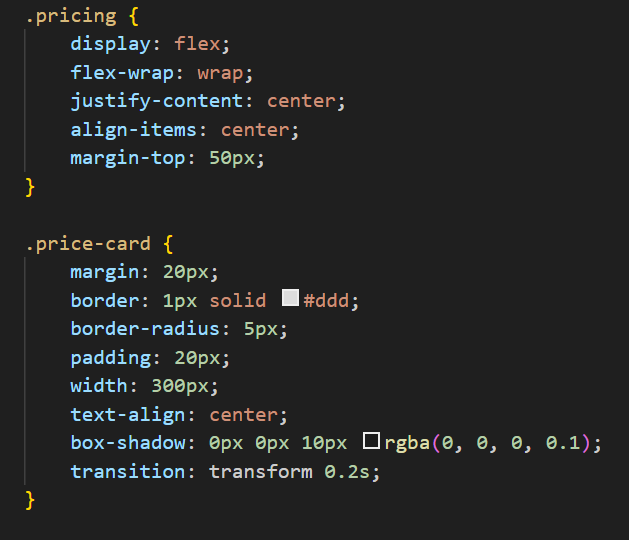 .pricing {
    display: flex;
    flex-wrap: wrap;
    justify-content: center;
    align-items: center;
    margin-top: 50px;
}

.price-card {
    margin: 20px;
    border: 1px solid #ddd;
    border-radius: 5px;
    padding: 20px;
    width: 300px;
    text-align: center;
    box-shadow: 0px 0px 10px rgba(0, 0, 0, 0.1);
    transition: transform 0.2s;
}